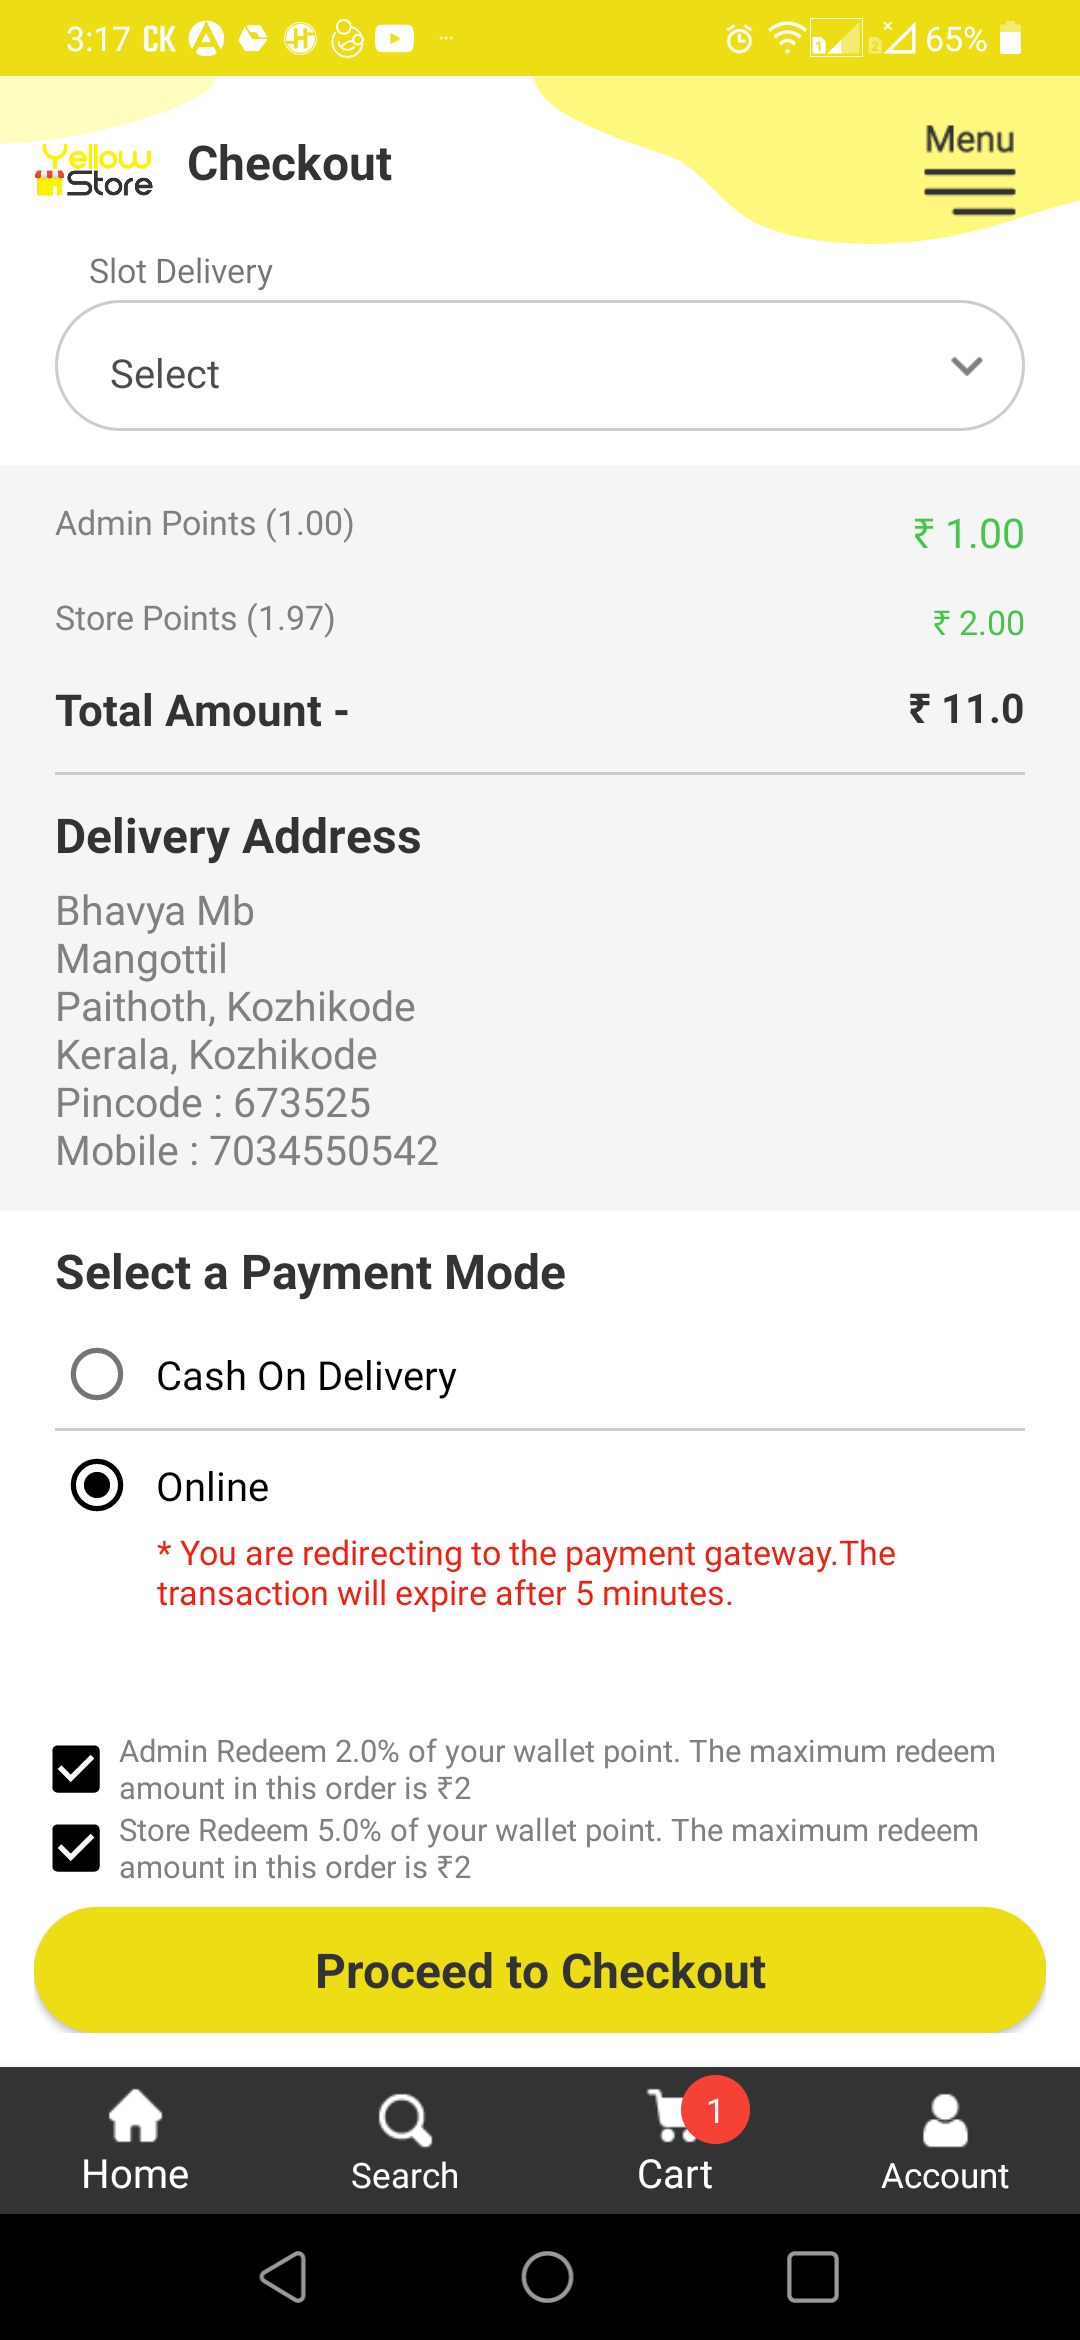 3:17 CK 65%
Yellow
Store
Checkout
Menu
Slot Delivery
Select
Admin Points (1.00) ₹ 1.00
Store Points (1.97) ₹ 2.00
Total Amount - ₹ 11.0
Delivery Address
Bhavya Mb
Mangottil
Paithoth, Kozhikode
Kerala, Kozhikode
Pincode : 673525
Mobile : 7034550542
Select a Payment Mode
Cash On Delivery
Online
* You are redirecting to the payment gateway.The
transaction will expire after 5 minutes.
Admin Redeem 2.0% of your wallet point. The maximum redeem
amount in this order is ₹2
Store Redeem 5.0% of your wallet point. The maximum redeem
amount in this order is ₹2
Proceed to Checkout
1
Home Search Cart Account